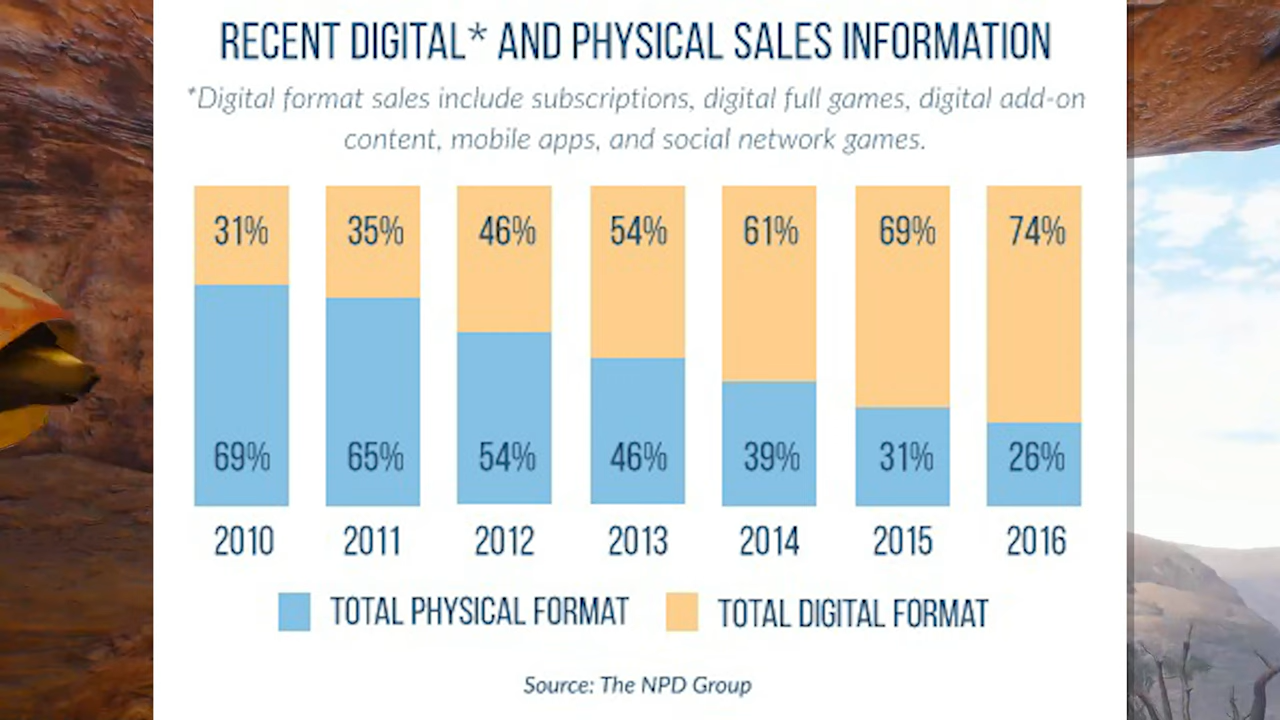 RECENT DIGITAL* AND PHYSICAL SALES INFORMATION
*Digital format sales include subscriptions, digital full games, digital add-on
content, mobile apps, and social network games.
31% 35% 46% 54% 61% 69% 74%
69% 65% 54% 46% 39% 31% 26%
2010 2011 2012 2013 2014 2015 2016
TOTAL PHYSICAL FORMAT TOTAL DIGITAL FORMAT
Source: The NPD Group